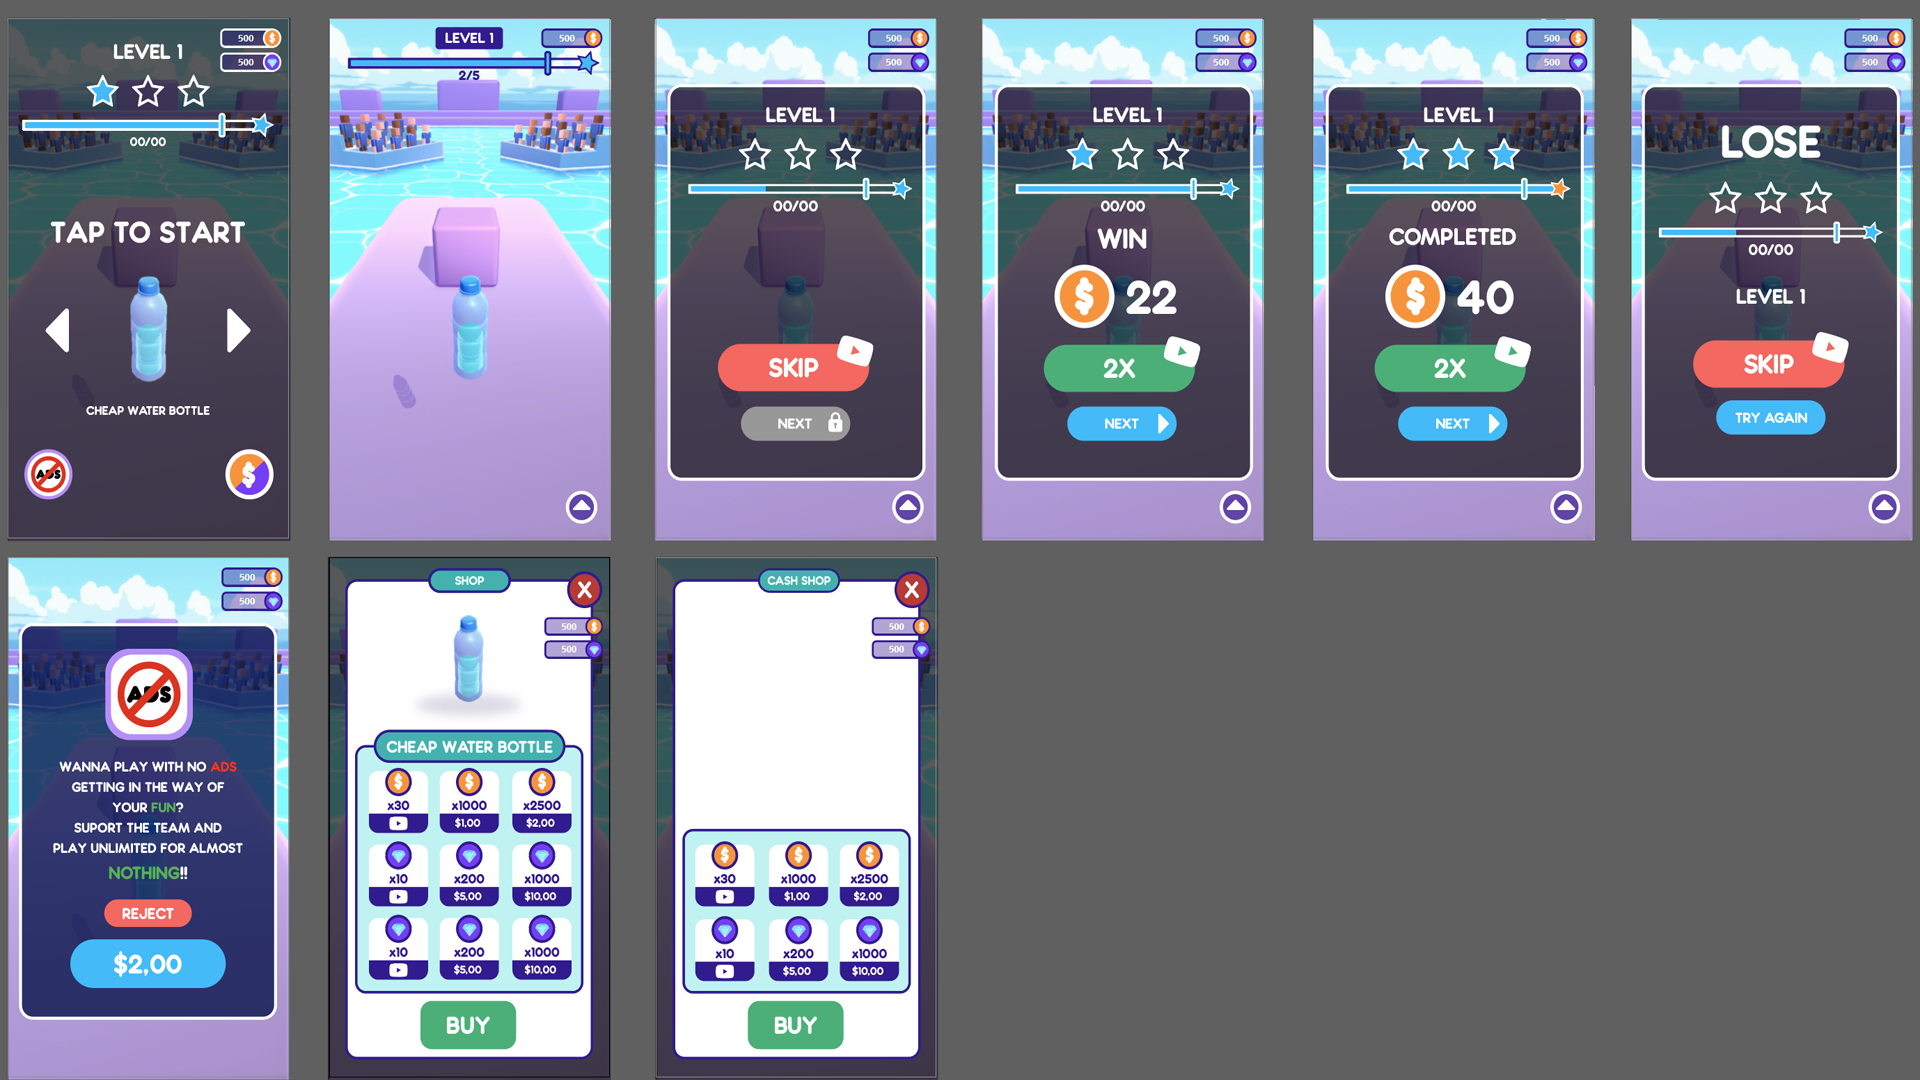 LEVEL 1
500
500
00/00
TAP TO START
CHEAP WATER BOTTLE
ADS
LEVEL 1
500
2/5
500
500
LEVEL 1
00/00
SKIP
NEXT
500
500
LEVEL 1
00/00
WIN
22
2X
NEXT
500
500
LEVEL 1
00/00
COMPLETED
40
2X
NEXT
500
500
LOSE
00/00
LEVEL 1
SKIP
TRY AGAIN
500
500
ADS
WANNA PLAY WITH NO ADS
GETTING IN THE WAY OF
YOUR FUN?
SUPORT THE TEAM AND
PLAY UNLIMITED FOR ALMOST
NOTHING!!
REJECT
$2,00
SHOP
X
500
500
CHEAP WATER BOTTLE
x30 x1000 x2500
$1,00 $2,00
x10 x200 x1000
$5,00 $10,00
x10 x200 x1000
$5,00 $10,00
BUY
CASH SHOP
X
500
500
x30 x1000 x2500
$1,00 $2,00
x10 x200 x1000
$5,00 $10,00
BUY